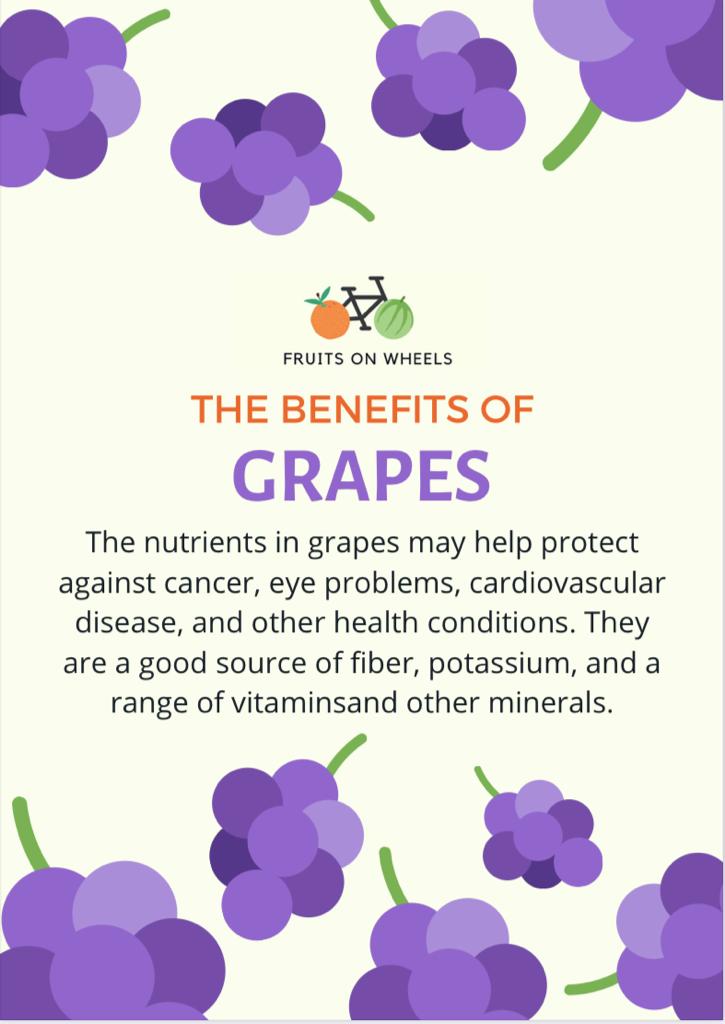 FRUITS ON WHEELS
THE BENEFITS OF
GRAPES
The nutrients in grapes may help protect
against cancer, eye problems, cardiovascular
disease, and other health conditions. They
are a good source of fiber, potassium, and a
range of vitaminsand other minerals.